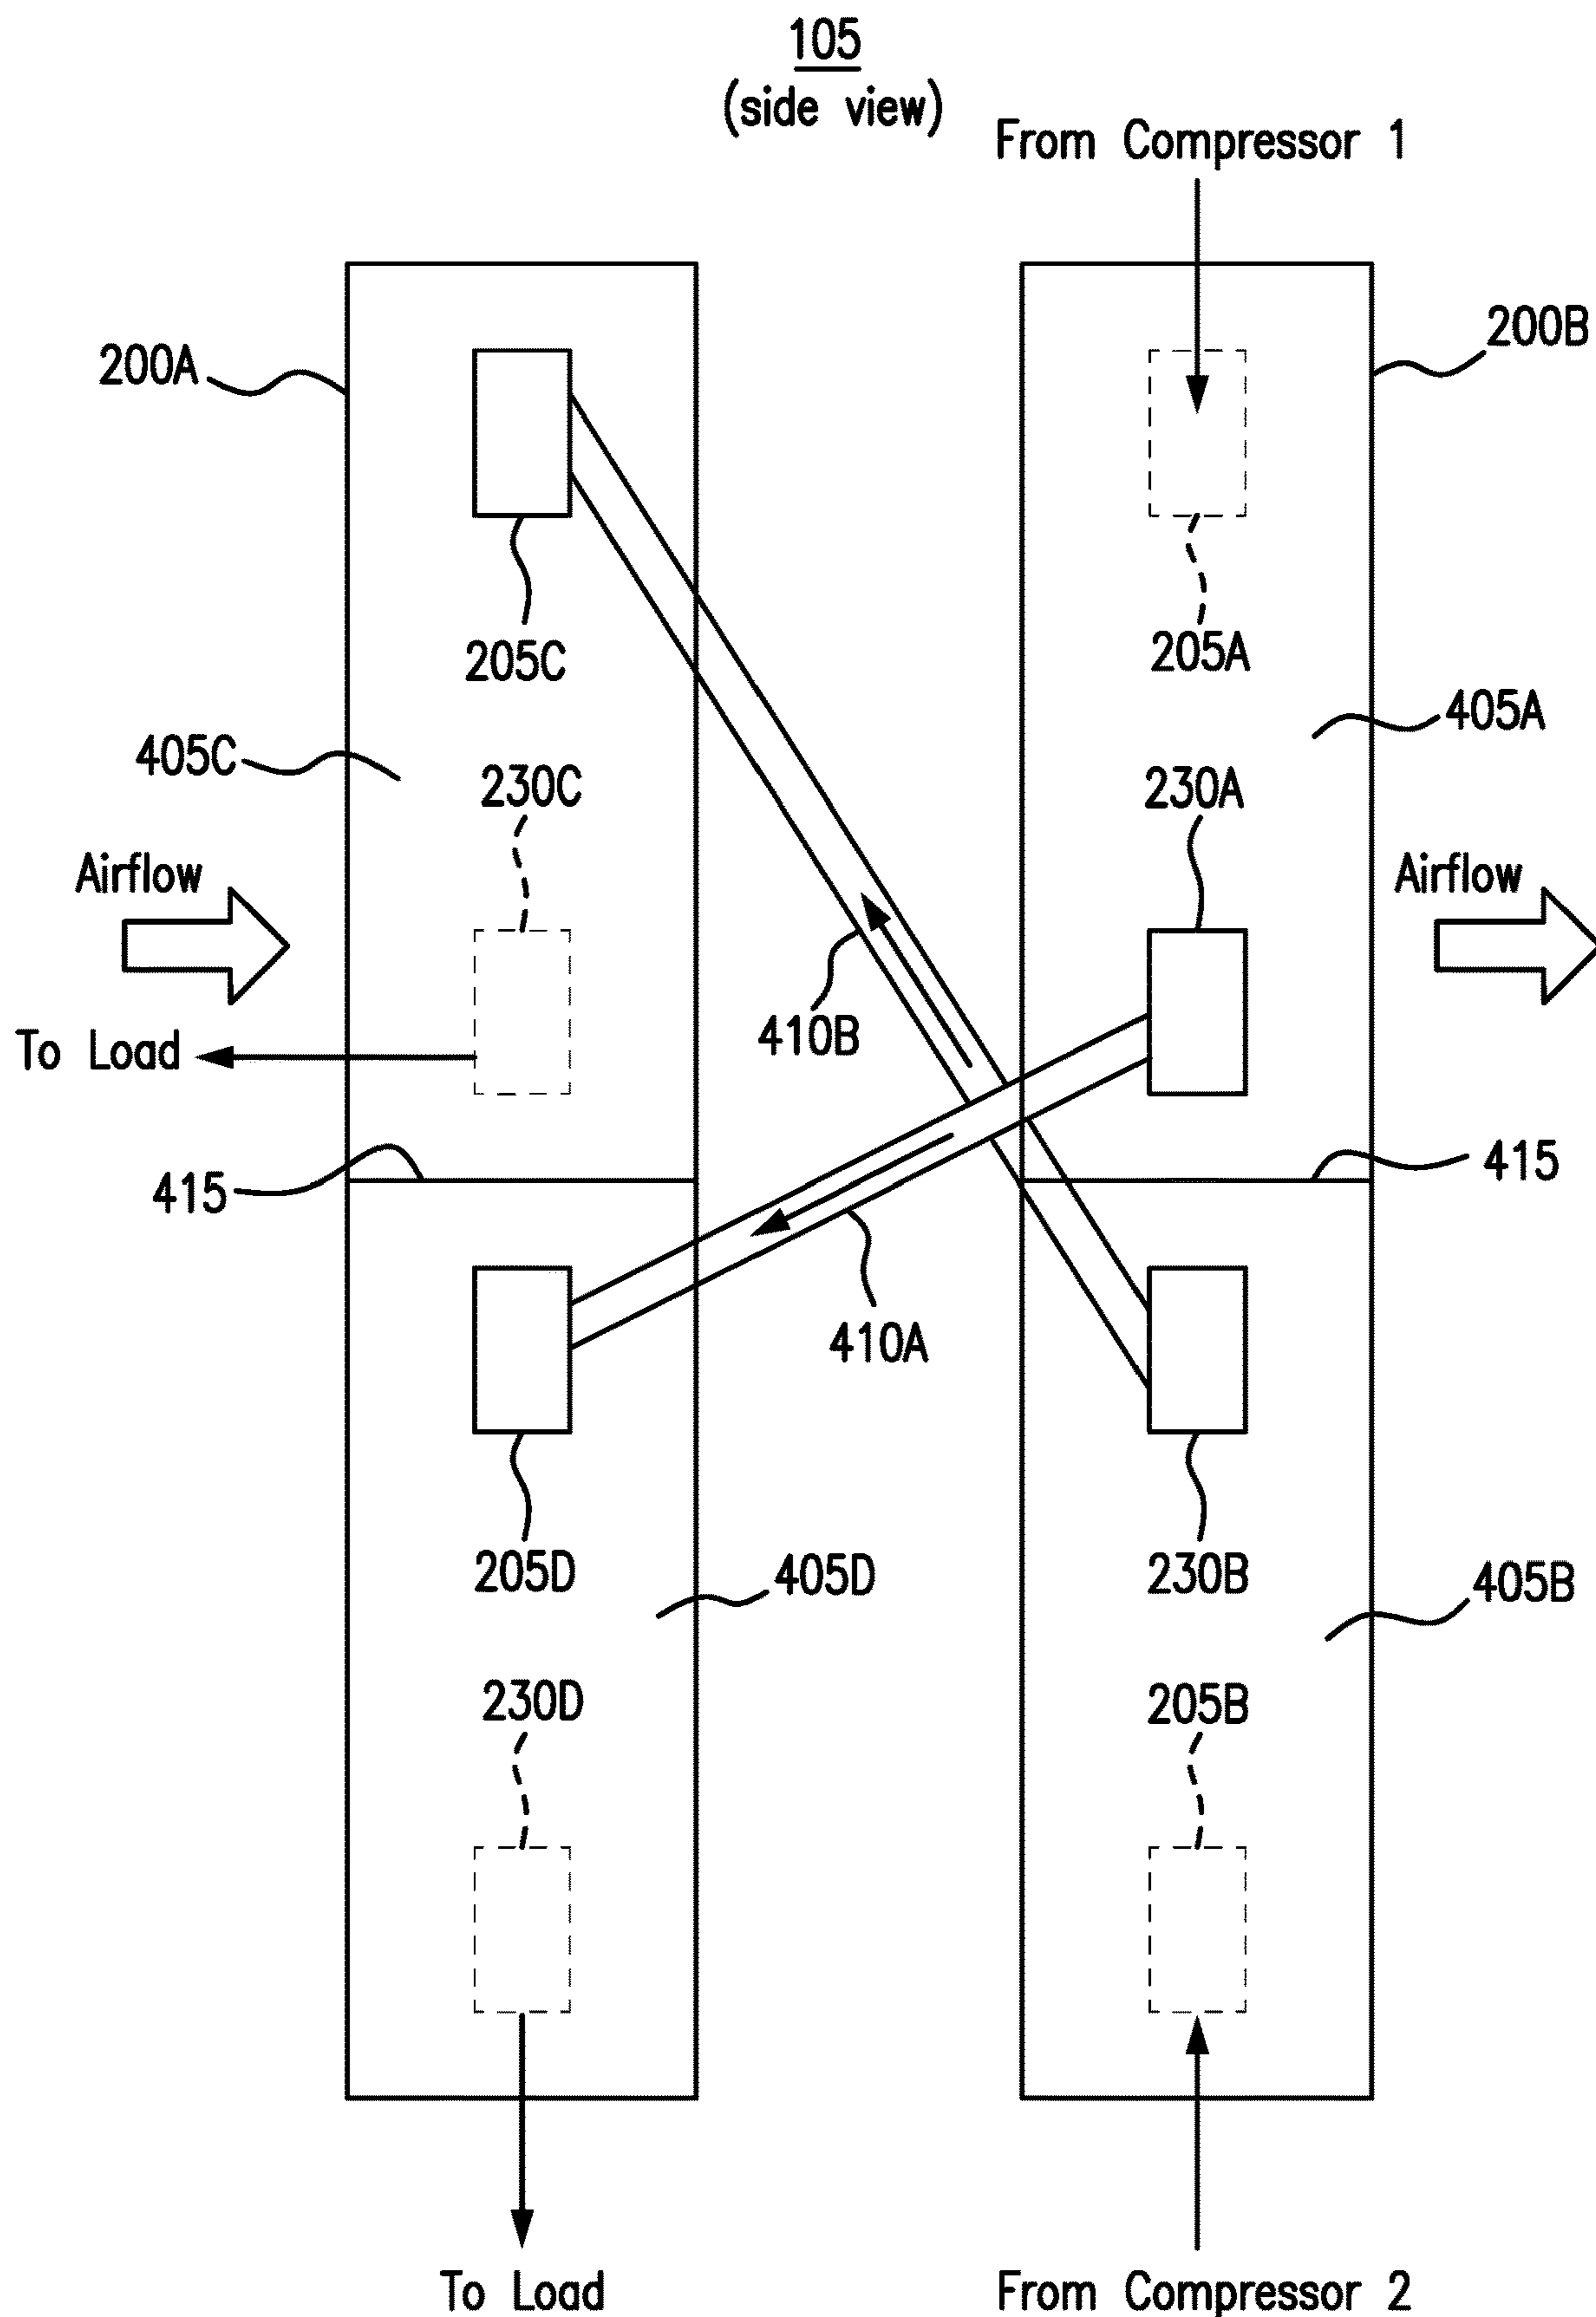 105
(side view)
From Compressor 1
200A
200B
205C
205A
405A
405C
230C
230A
Airflow
Airflow
410B
To Load
415
415
410A
205D
405D
230B
405B
230D
205B
To Load
From Compressor 2